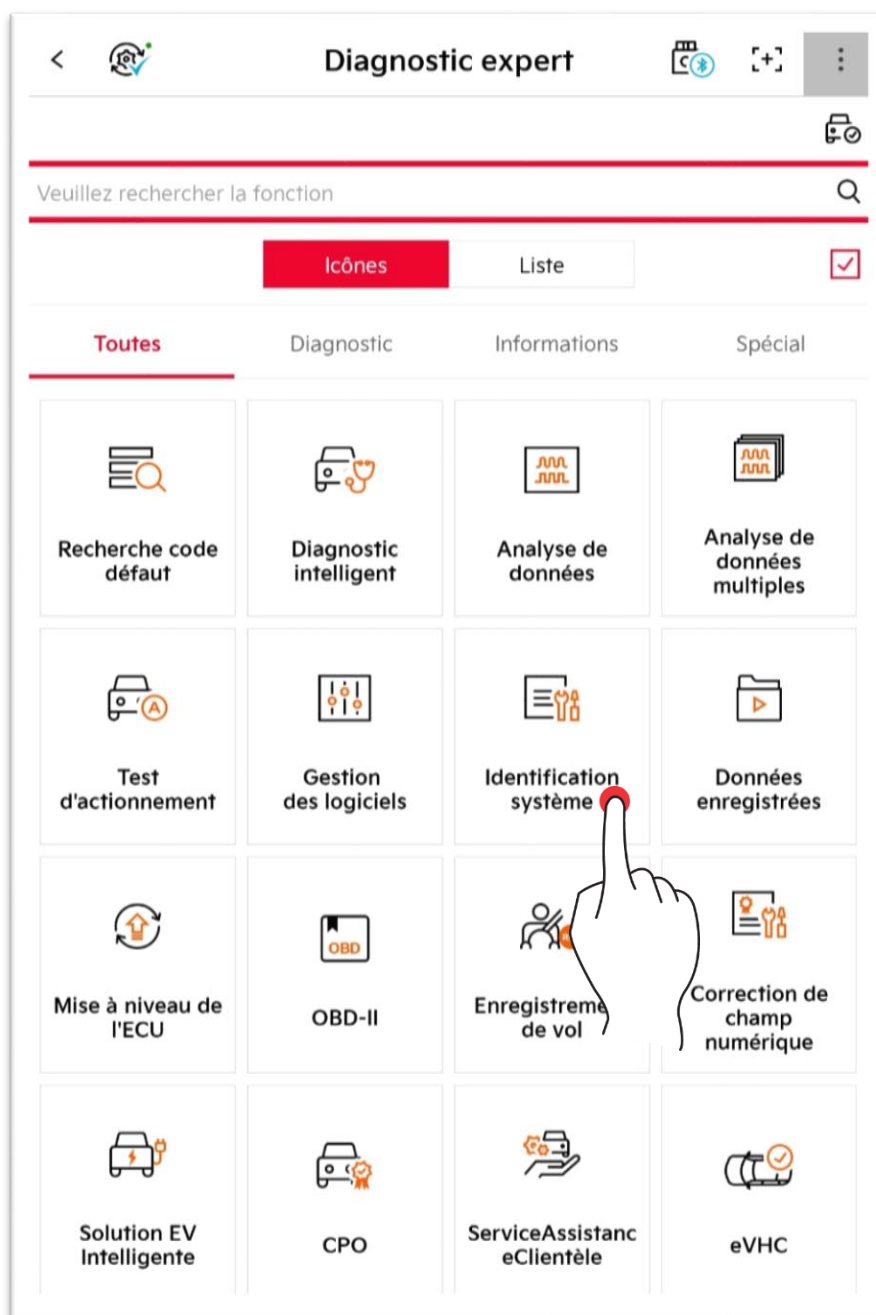 Diagnostic expert
Veuillez rechercher la fonction
Icônes
Liste
Toutes
Diagnostic
Informations
Spécial
Recherche code
défaut
Diagnostic
intelligent
Analyse de
données
Analyse de
données
multiples
Test
d'actionnement
Gestion
des logiciels
Identification
système
Données
enregistrées
Mise à niveau de
l'ECU
OBD
OBD-II
Enregistreme
de vol
Correction de
champ
numérique
Solution EV
Intelligente
CPO
ServiceAssistanc
eClientèle
eVHC